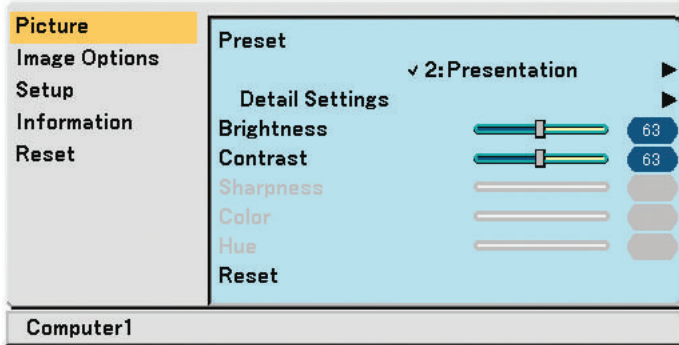 Picture
Image Options
Setup
Information
Reset
Preset
✓ 2:Presentation ▶
Detail Settings ▶
Brightness 63
Contrast 63
Sharpness
Color
Hue
Reset
Computer1